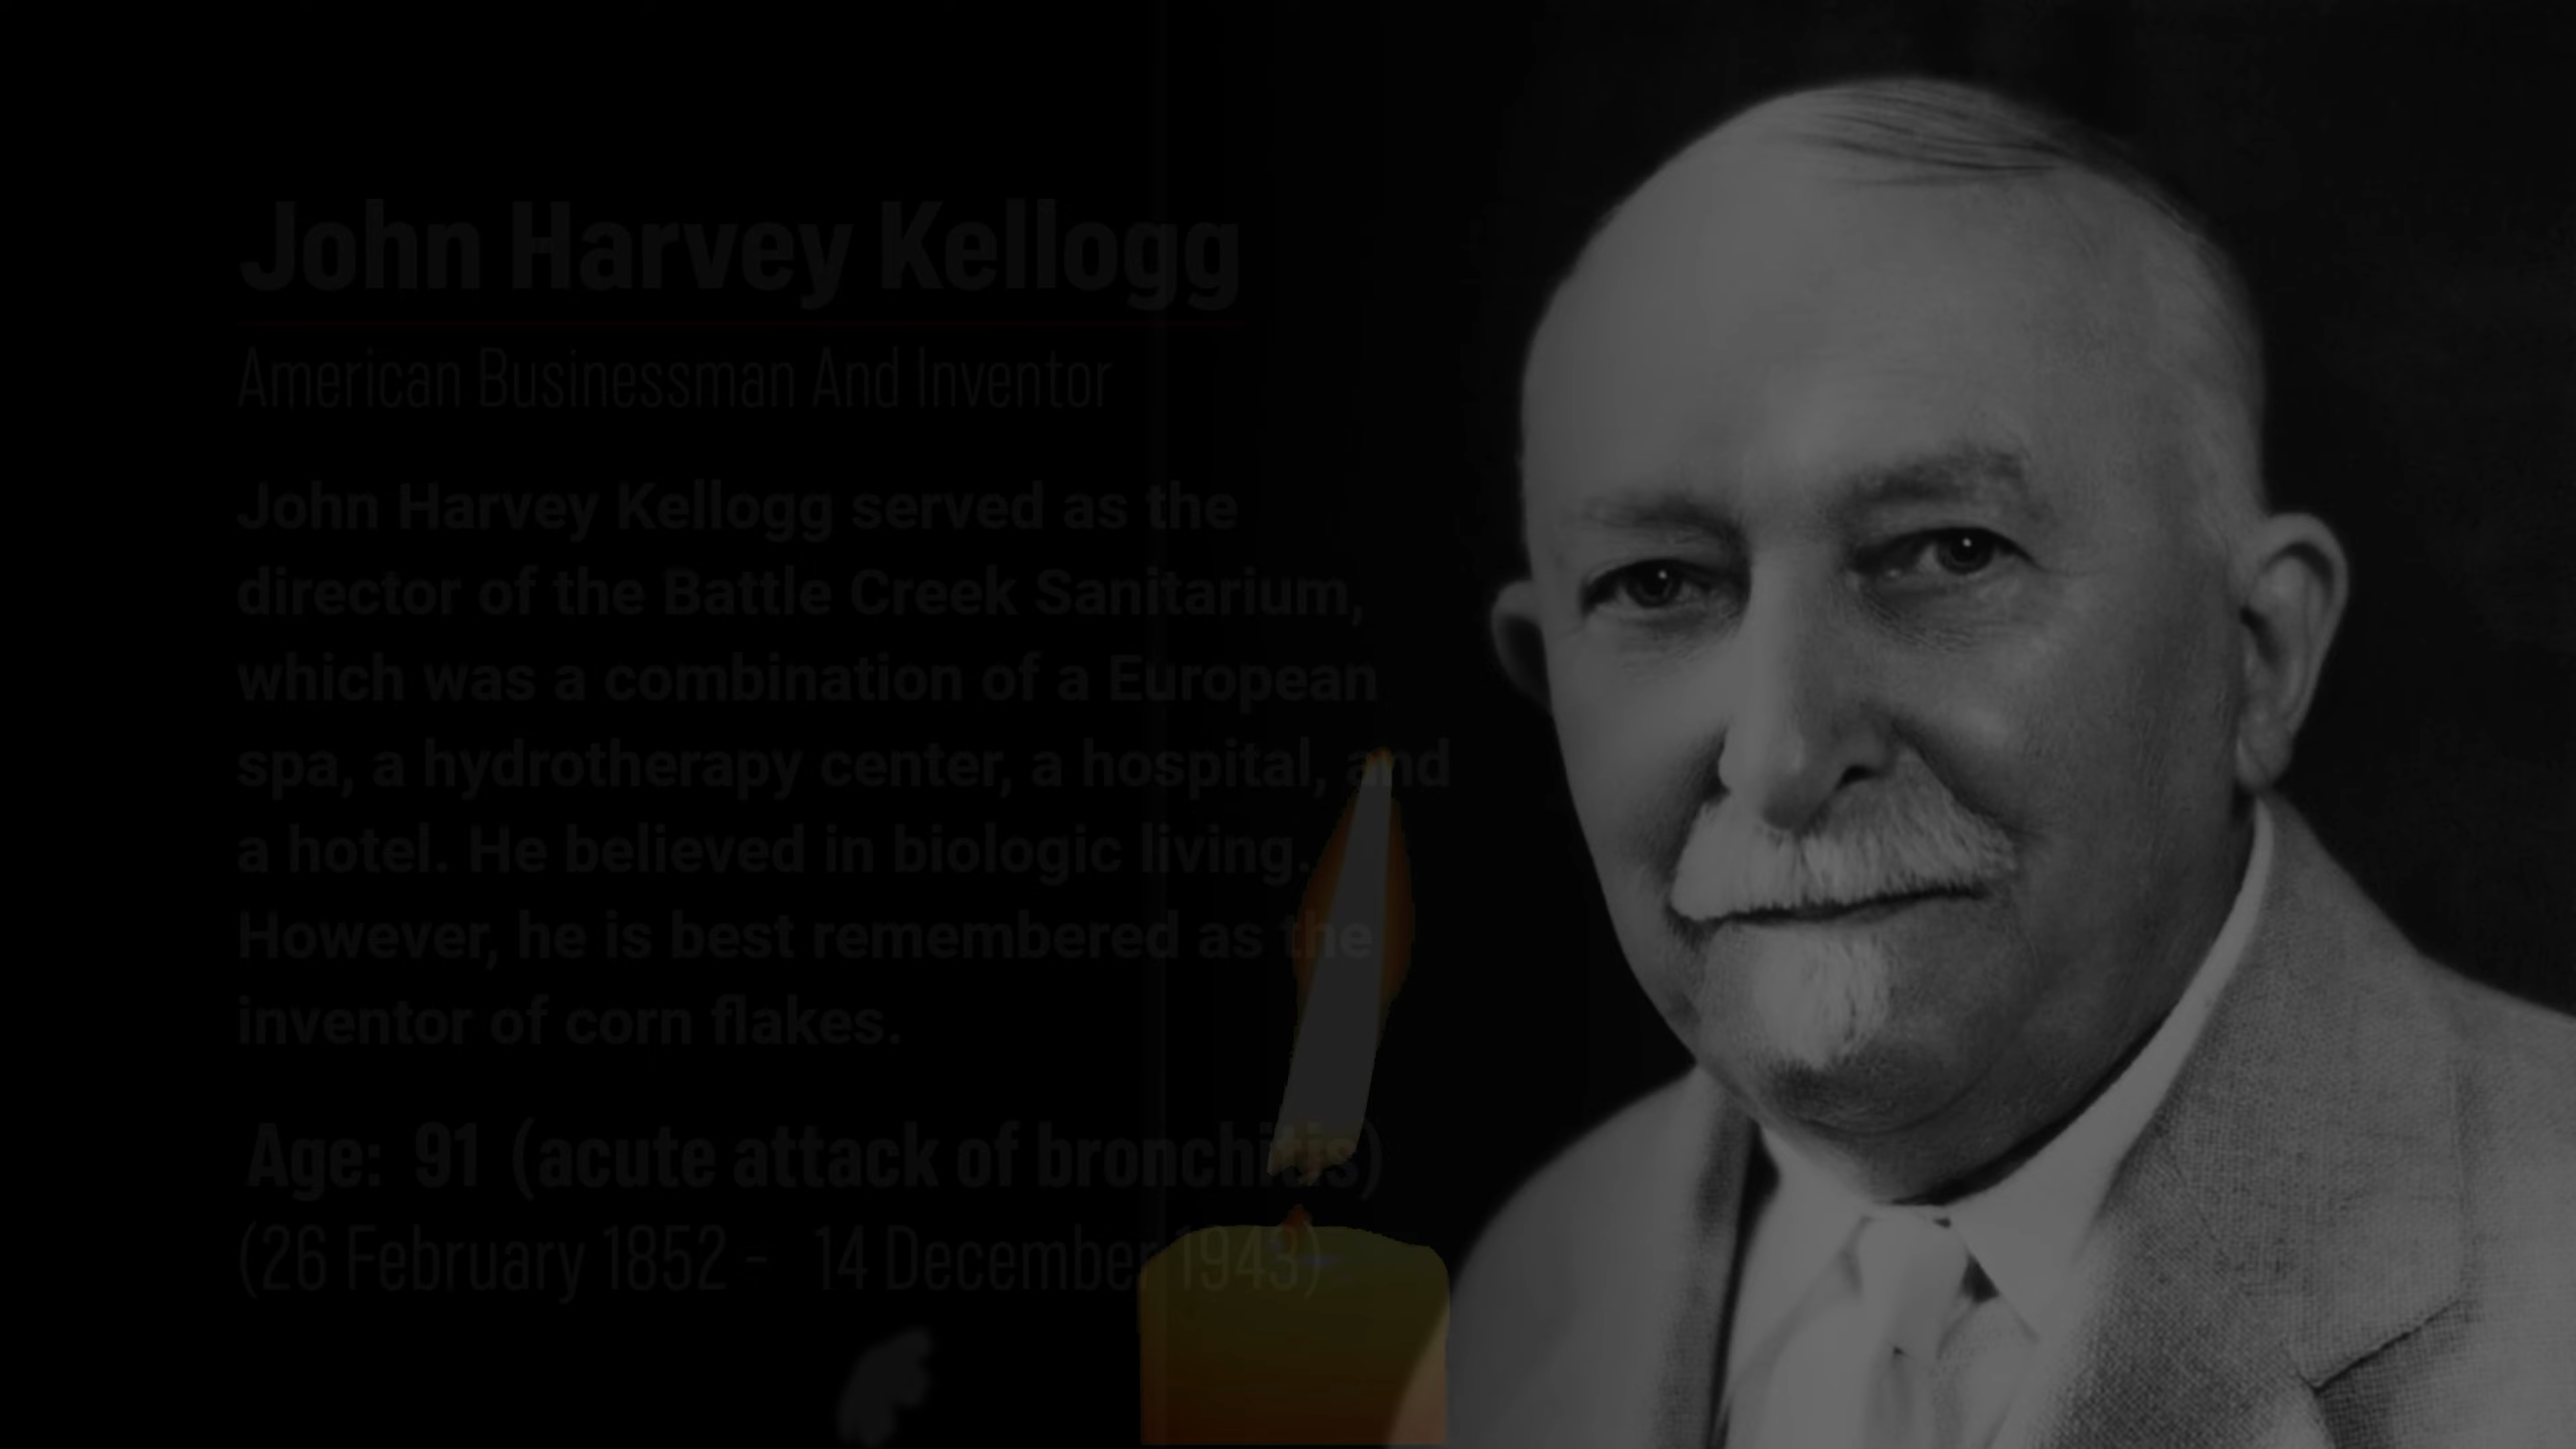 John Harvey Kellogg
American Businessman And Inventor
John Harvey Kellogg served as the
director of the Battle Creek Sanitarium,
which was a combination of a European
spa, a hydrotherapy center, a hospital, and
a hotel. He believed in biologic living.
However, he is best remembered as the
inventor of corn flakes.
Age: 91 (acute attack of bronchitis)
(26 February 1852 - 14 December 1943)